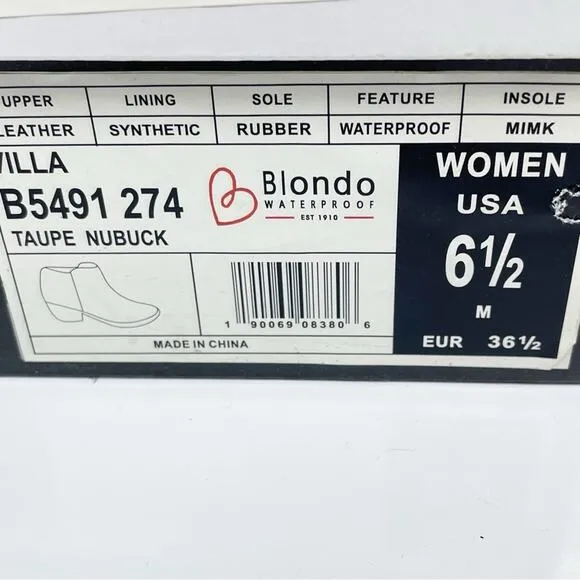 UPPER LINING SOLE FEATURE INSOLE
LEATHER SYNTHETIC RUBBER WATERPROOF MIMK
VILLA
B5491 274
TAUPE NUBUCK
Blondo
WATERPROOF
EST 1910
WOMEN
USA
6½
M
EUR 36½
1 90069 08380 6
MADE IN CHINA